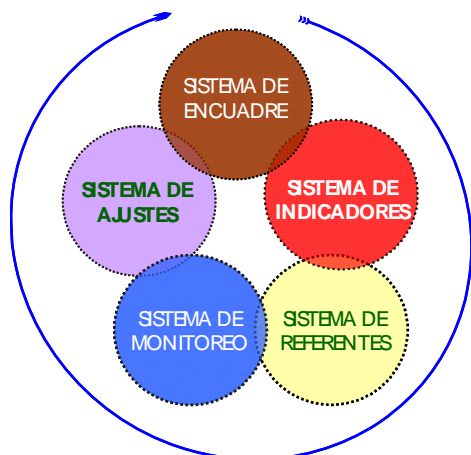 SISTEMA DE
ENCUADRE
SISTEMA DE
INDICADORES
SISTEMA DE
REFERENTES
SISTEMA DE
MONITOREO
SISTEMA DE
AJUSTES